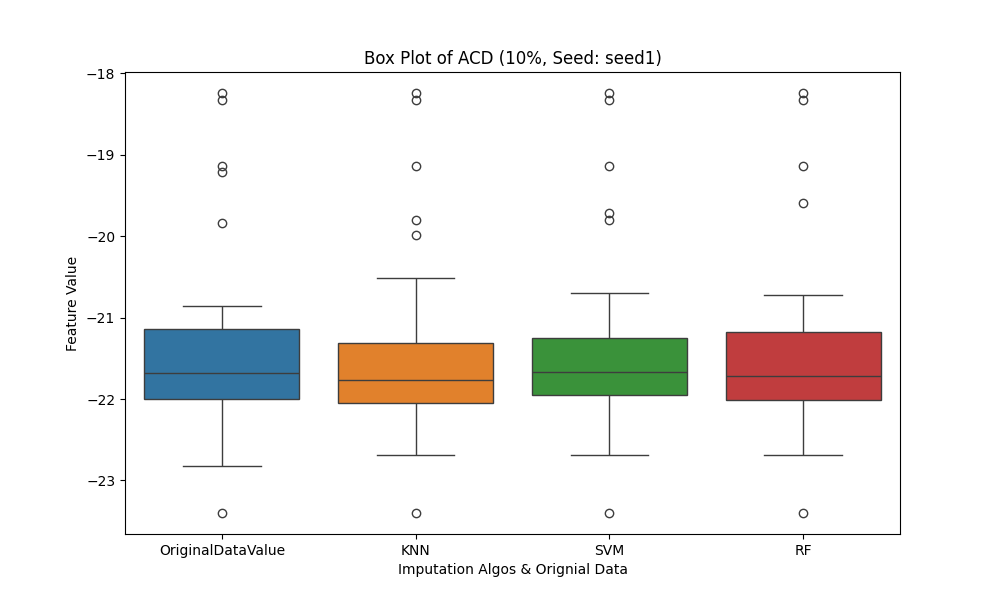 Box Plot of ACD (10%, Seed: seed1)
−18
−19
−20
−21
−22
−23
Feature Value
OriginalDataValue KNN SVM RF
Imputation Algos & Orignial Data